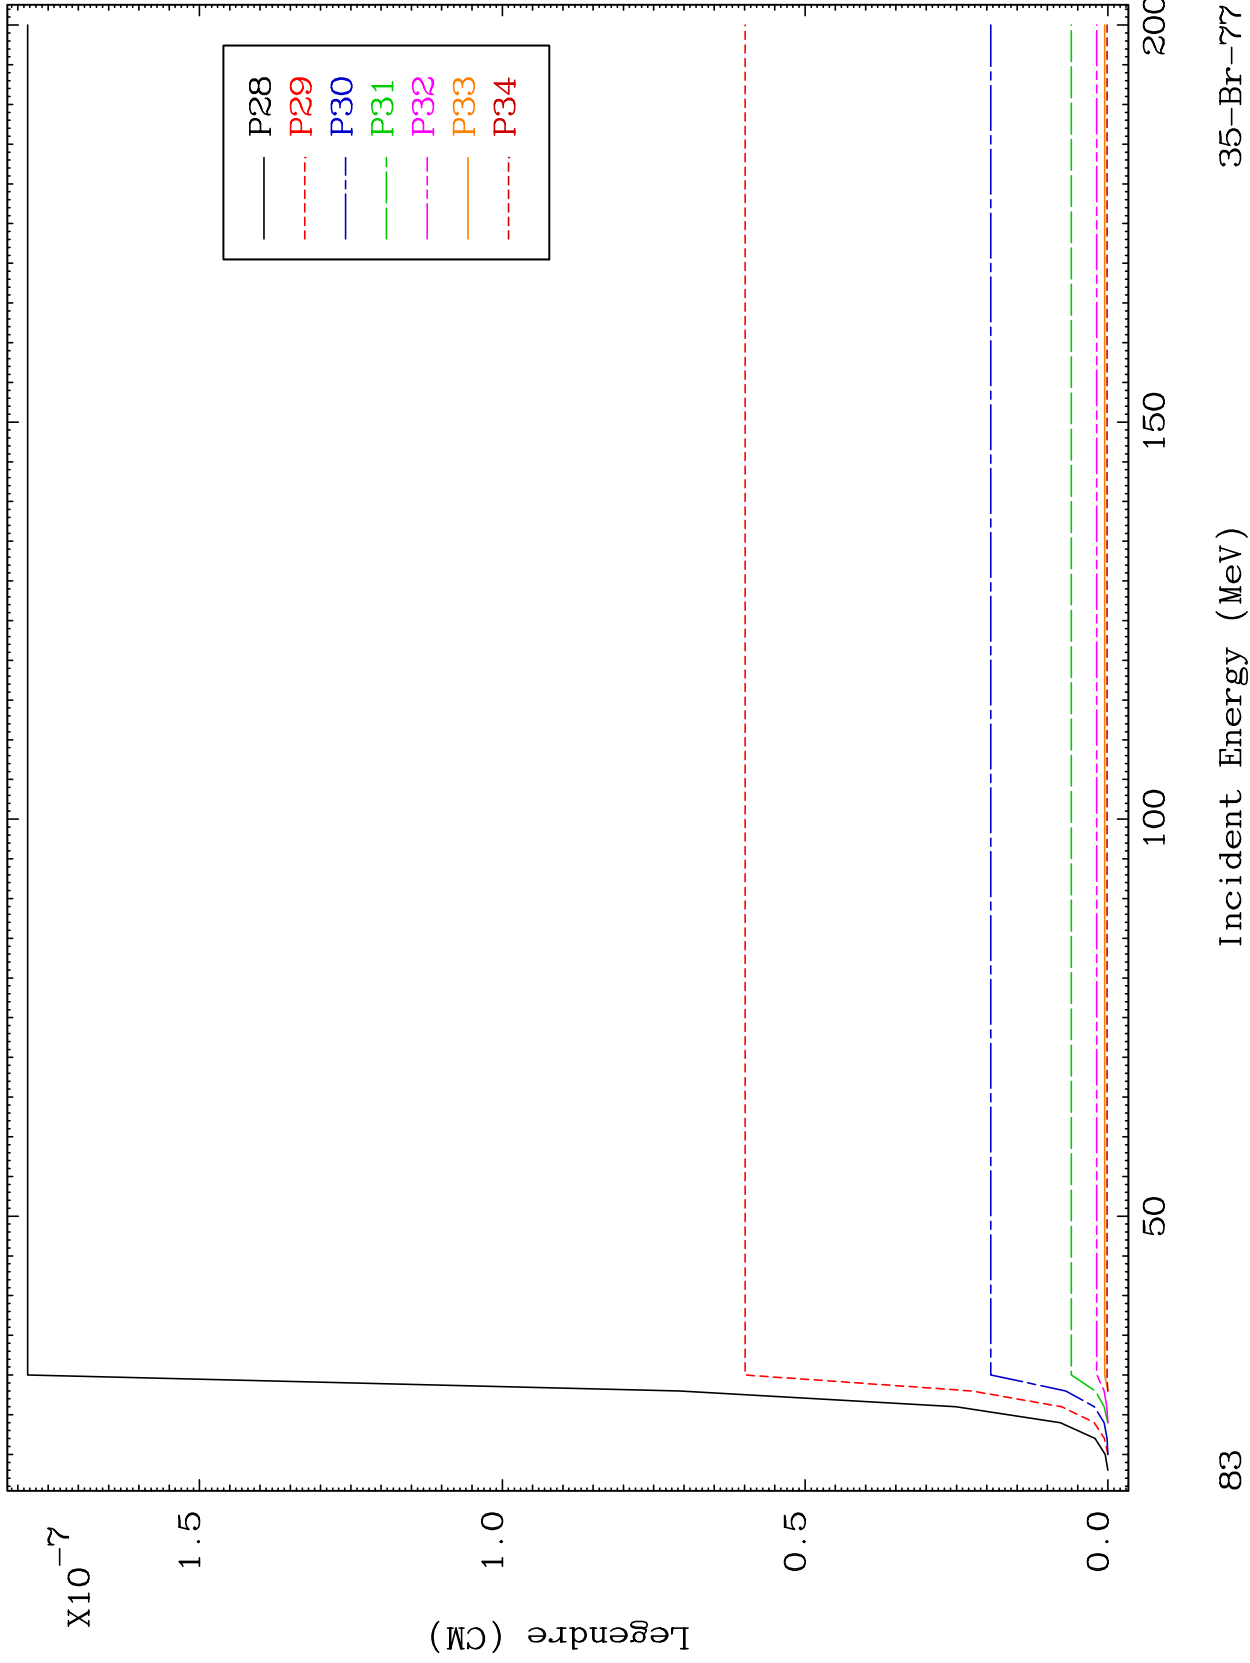 X10-7
1.5
1.0
0.5
0.0
Legendre (CM)
P28
P29
P30
P31
P32
P33
P34
50
100
150
200
Incident Energy (MeV)
83
35-Br-77